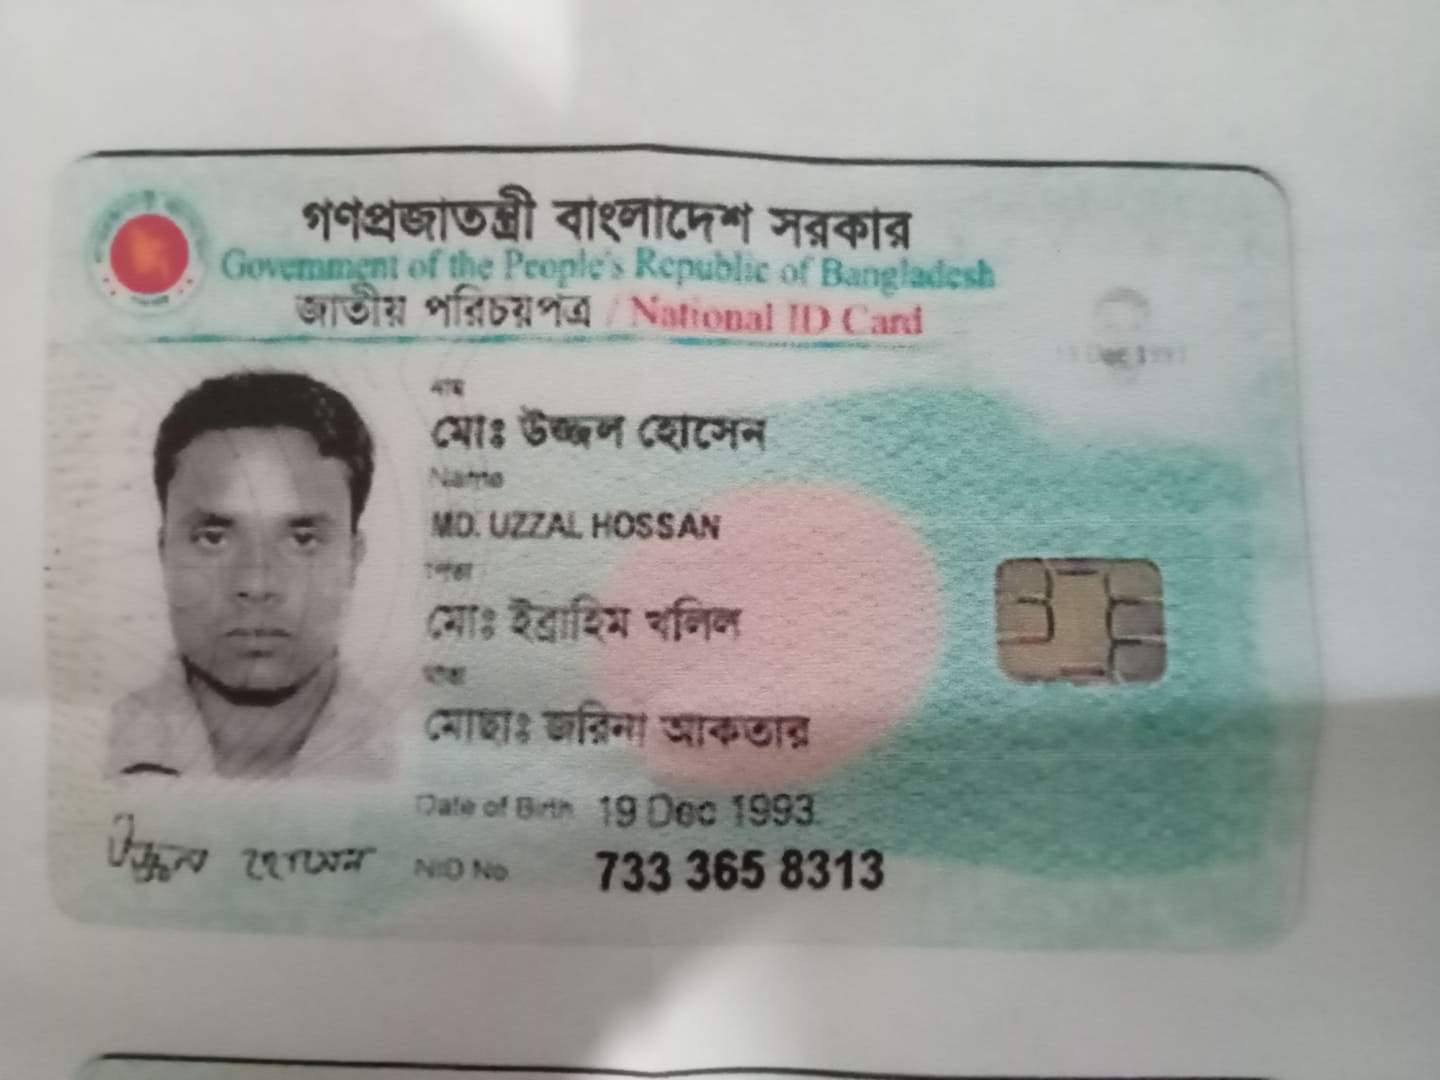 গণপ্রজাতন্ত্রী বাংলাদেশ সরকার
Government of the People's Republic of Bangladesh
জাতীয় পরিচয়পত্র / National ID Card
Dec 1993
নাম
মোঃ উজ্জল হোসেন
Name
MD. UZZAL HOSSAN
পিতা
মোঃ ইব্রাহিম খলিল
মাতা
মোছাঃ জরিনা আকতার
Date of Birth 19 Dec 1993
উজ্জল হোসেন
NID No 733 365 8313